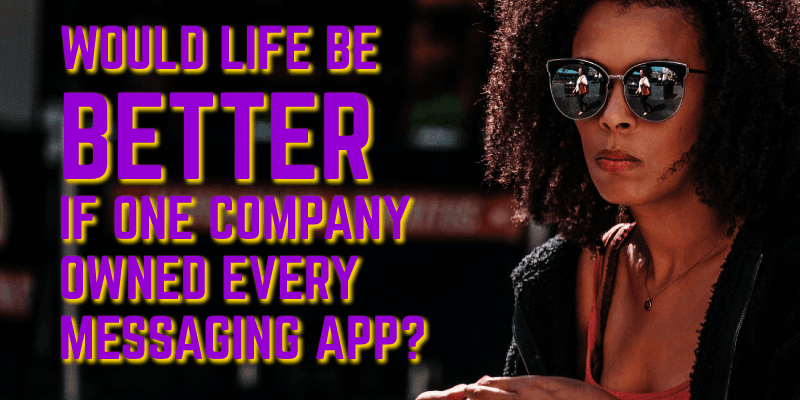 WOULD LIFE BE
BETTER
IF ONE COMPANY
OWNED EVERY
MESSAGING APP?